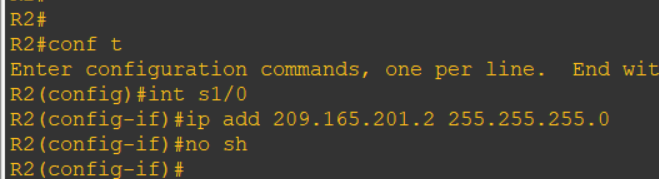 R2#
R2#conf t
Enter configuration commands, one per line.  End wit
R2(config)#int s1/0
R2(config-if)#ip add 209.165.201.2 255.255.255.0
R2(config-if)#no sh
R2(config-if)#